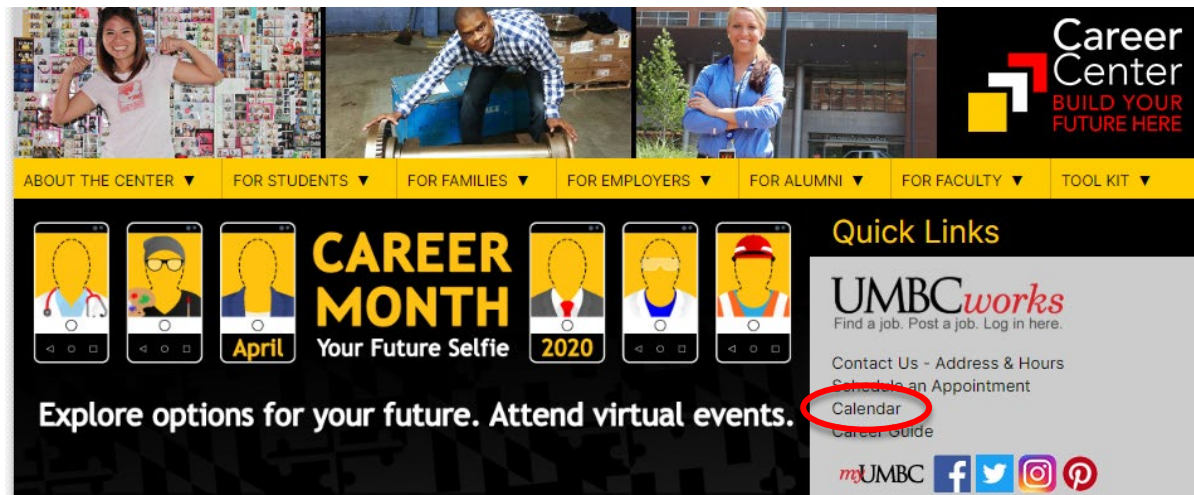 Career
Center
BUILD YOUR
FUTURE HERE
ABOUT THE CENTER ▼ FOR STUDENTS ▼ FOR FAMILIES ▼ FOR EMPLOYERS ▼ FOR ALUMNI ▼ FOR FACULTY ▼ TOOL KIT ▼
CAREER
MONTH
April Your Future Selfie 2020
Explore options for your future. Attend virtual events.
Quick Links
UMBCworks
Find a job. Post a job. Log in here.
Contact Us - Address & Hours
Schedule an Appointment
Calendar
Career Guide
myUMBC